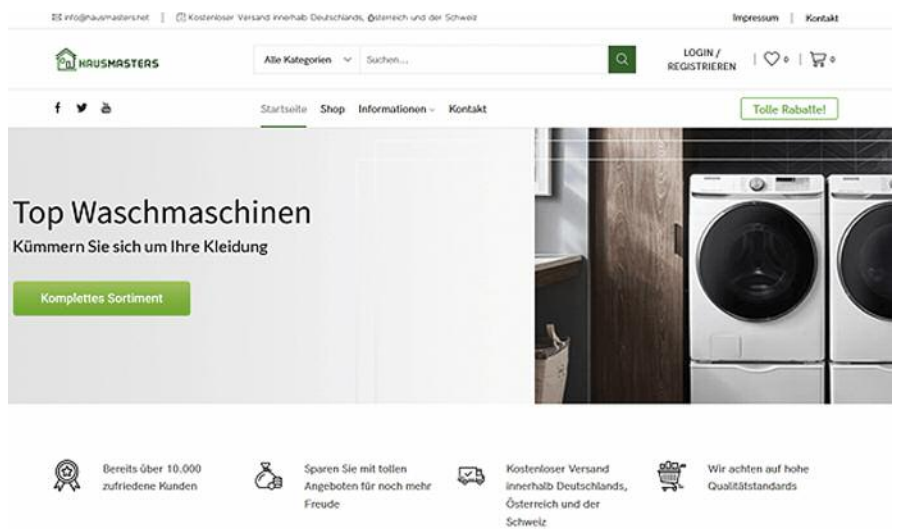 info@hausmasters.net | Kostenloser Versand innerhalb Deutschlands, Österreich und der Schweiz
Impressum | Kontakt
HAUSMASTERS
Alle Kategorien
Suchen...
LOGIN /
REGISTRIEREN
| 0 | 0
Startseite Shop Informationen Kontakt
Tolle Rabatte!
Top Waschmaschinen
Kümmern Sie sich um Ihre Kleidung
Komplettes Sortiment
Bereits über 10.000
zufriedene Kunden
Sparen Sie mit tollen
Angeboten für noch mehr
Freude
Kostenloser Versand
innerhalb Deutschlands,
Österreich und der
Schweiz
Wir achten auf hohe
Qualitätstandards